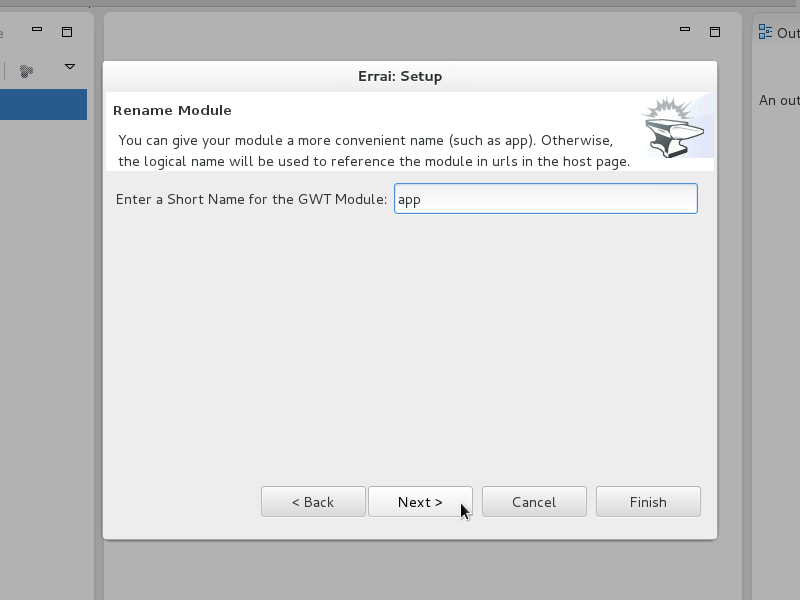 Errai: Setup
Rename Module
You can give your module a more convenient name (such as app). Otherwise,
the logical name will be used to reference the module in urls in the host page.
Enter a Short Name for the GWT Module: app
< Back Next > Cancel Finish
Out
An out